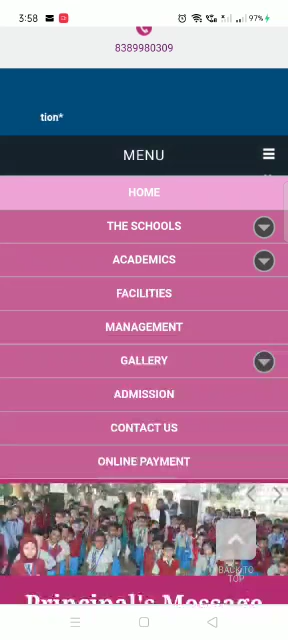 3:58
97%
8389980309
tion*
MENU
HOME
THE SCHOOLS
ACADEMICS
FACILITIES
MANAGEMENT
GALLERY
ADMISSION
CONTACT US
ONLINE PAYMENT
BACK TO
TOP
Principal's Message